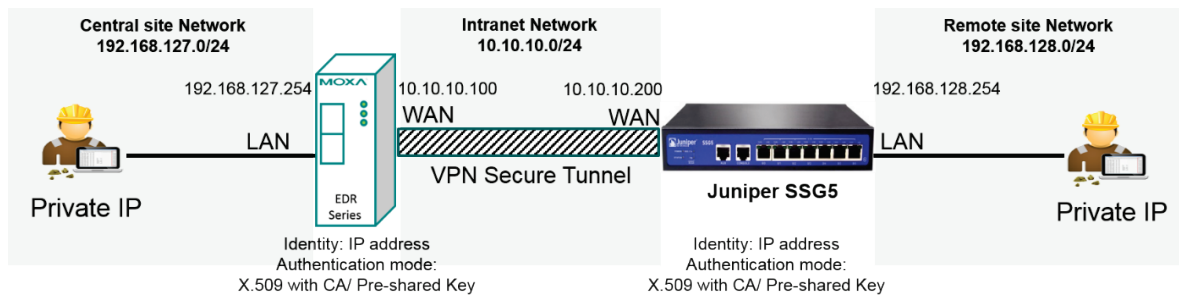 Central site Network
192.168.127.0/24
Intranet Network
10.10.10.0/24
Remote site Network
192.168.128.0/24
192.168.127.254
MOXA
10.10.10.100
10.10.10.200
192.168.128.254
WAN
WAN
LAN
LAN
Juniper
SSG5
VPN Secure Tunnel
EDR
Series
Juniper SSG5
Private IP
Private IP
Identity: IP address
Authentication mode:
X.509 with CA/ Pre-shared Key
Identity: IP address
Authentication mode:
X.509 with CA/ Pre-shared Key